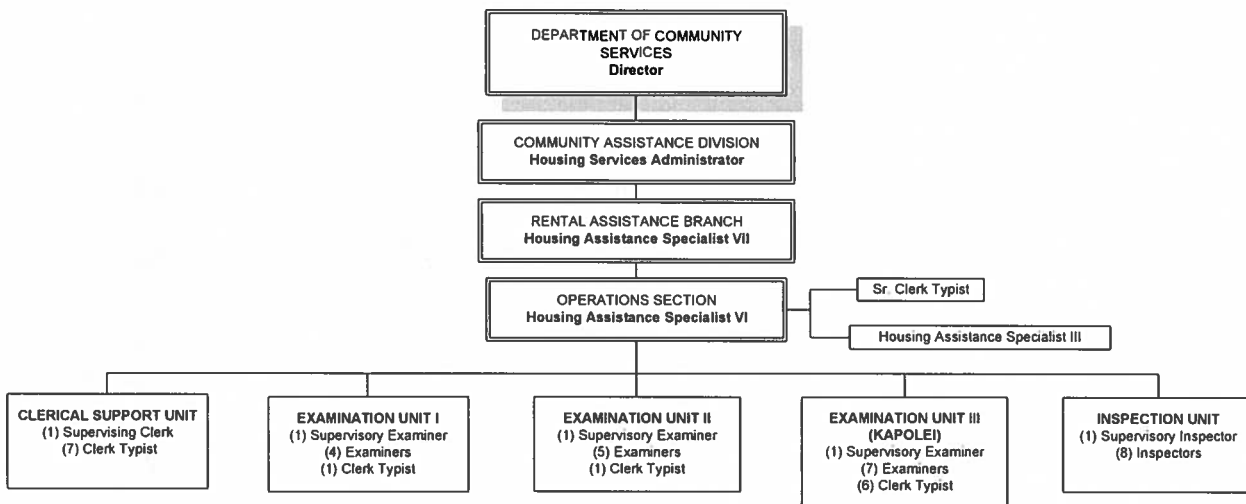 DEPARTMENT OF COMMUNITY
SERVICES
Director
COMMUNITY ASSISTANCE DIVISION
Housing Services Administrator
RENTAL ASSISTANCE BRANCH
Housing Assistance Specialist VII
OPERATIONS SECTION
Housing Assistance Specialist VI
Sr. Clerk Typist
Housing Assistance Specialist III
CLERICAL SUPPORT UNIT
(1) Supervising Clerk
(7) Clerk Typist
EXAMINATION UNIT I
(1) Supervisory Examiner
(4) Examiners
(1) Clerk Typist
EXAMINATION UNIT II
(1) Supervisory Examiner
(5) Examiners
(1) Clerk Typist
EXAMINATION UNIT III
(KAPOLEI)
(1) Supervisory Examiner
(7) Examiners
(6) Clerk Typist
INSPECTION UNIT
(1) Supervisory Inspector
(8) Inspectors